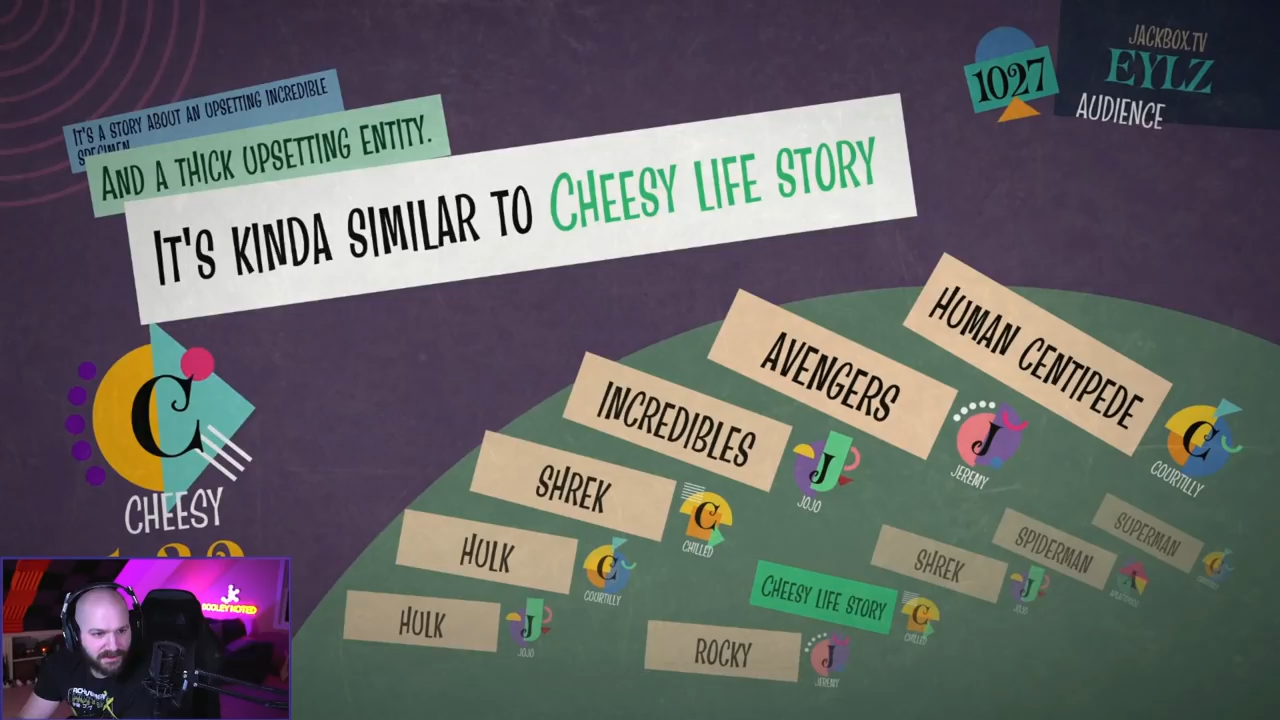 JACKBOX.TV
EYLZ
1027
AUDIENCE
IT'S A STORY ABOUT AN UPSETTING INCREDIBLE
SPECIMEN
AND A THICK UPSETTING ENTITY.
IT'S KINDA SIMILAR TO CHEESY LIFE STORY
HUMAN CENTIPEDE
C
COURTILLY
AVENGERS
J
JEREMY
INCREDIBLES
J
JOJO
SHREK
C
CHILLED
HULK
C
COURTILLY
HULK
J
JOJO
SUPERMAN
SPIDERMAN
SHREK
J
JOJO
CHEESY LIFE STORY
C
CHILLED
ROCKY
J
JEREMY
C
CHEESY